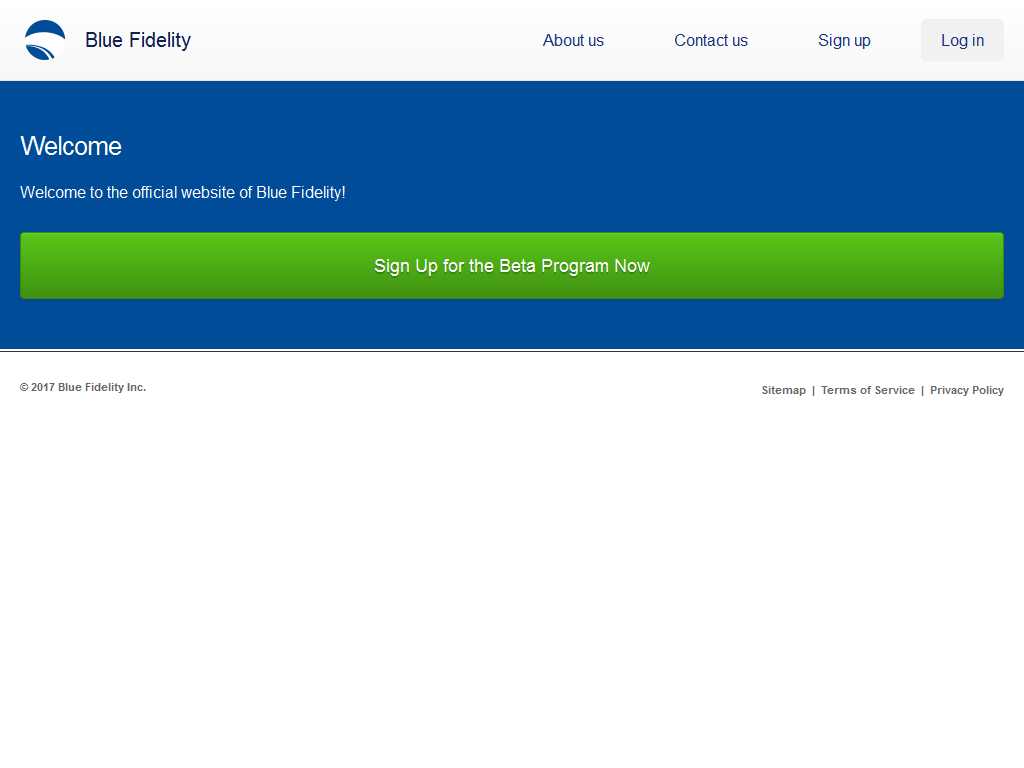 Blue Fidelity
About us
Contact us
Sign up
Log in
Welcome
Welcome to the official website of Blue Fidelity!
Sign Up for the Beta Program Now
© 2017 Blue Fidelity Inc.
Sitemap | Terms of Service | Privacy Policy